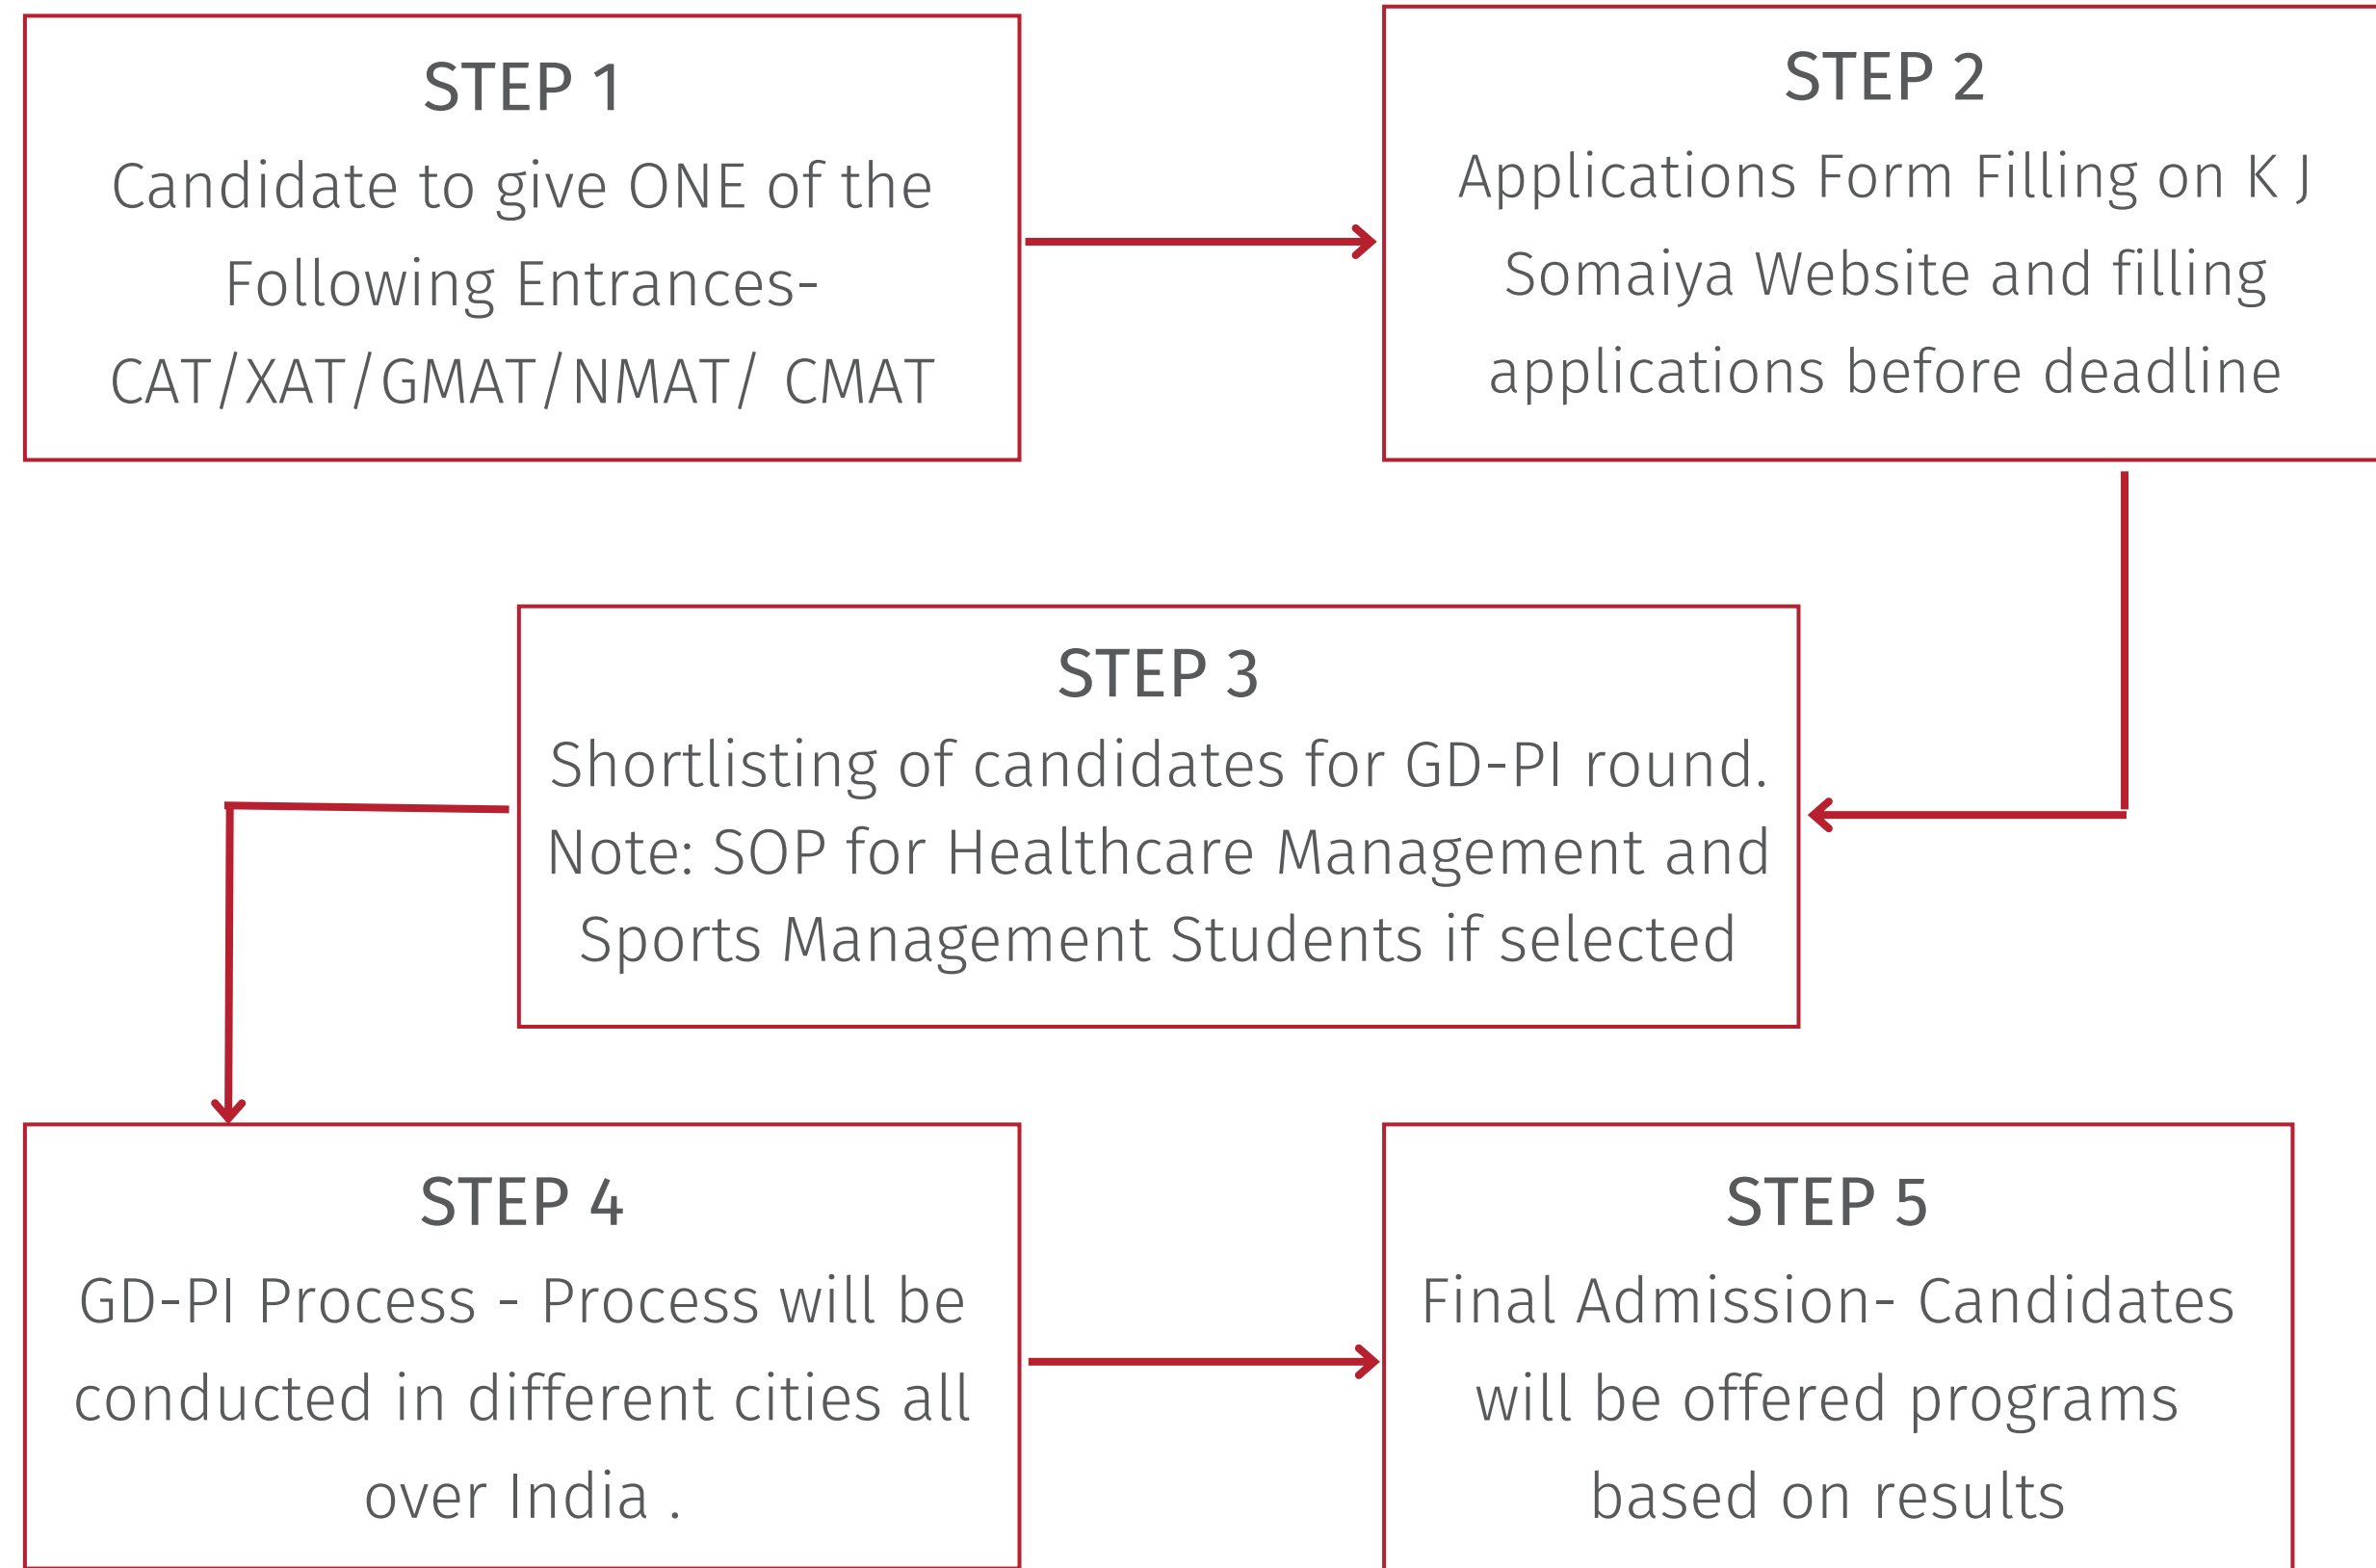 STEP 1
Candidate to give ONE of the
Following Entraces-
CAT/XAT/GMAT/NMAT/ CMAT
STEP 2
Applications Form Filling on K J
Somaiya Website and filling
applications before deadline
STEP 3
Shortlisting of candidates for GD-PI round.
Note: SOP for Healthcare Management and
Sports Management Students if selected
STEP 4
GD-PI Process - Process will be
conducted in different cities all
over India .
STEP 5
Final Admission- Candidates
will be offered programs
based on results